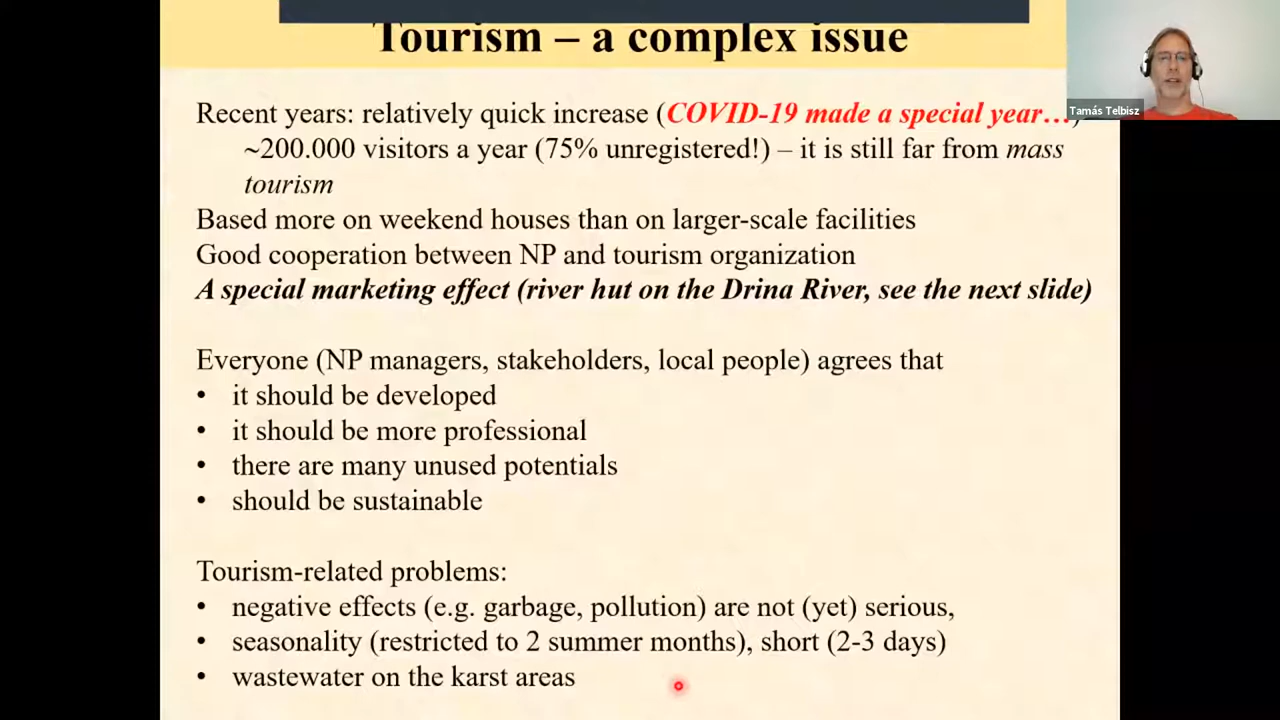 Tourism – a complex issue
Tamás Telbisz
Recent years: relatively quick increase (COVID-19 made a special year…)
~200.000 visitors a year (75% unregistered!) – it is still far from mass
tourism
Based more on weekend houses than on larger-scale facilities
Good cooperation between NP and tourism organization
A special marketing effect (river hut on the Drina River, see the next slide)
Everyone (NP managers, stakeholders, local people) agrees that
• it should be developed
• it should be more professional
• there are many unused potentials
• should be sustainable
Tourism-related problems:
• negative effects (e.g. garbage, pollution) are not (yet) serious,
• seasonality (restricted to 2 summer months), short (2-3 days)
• wastewater on the karst areas